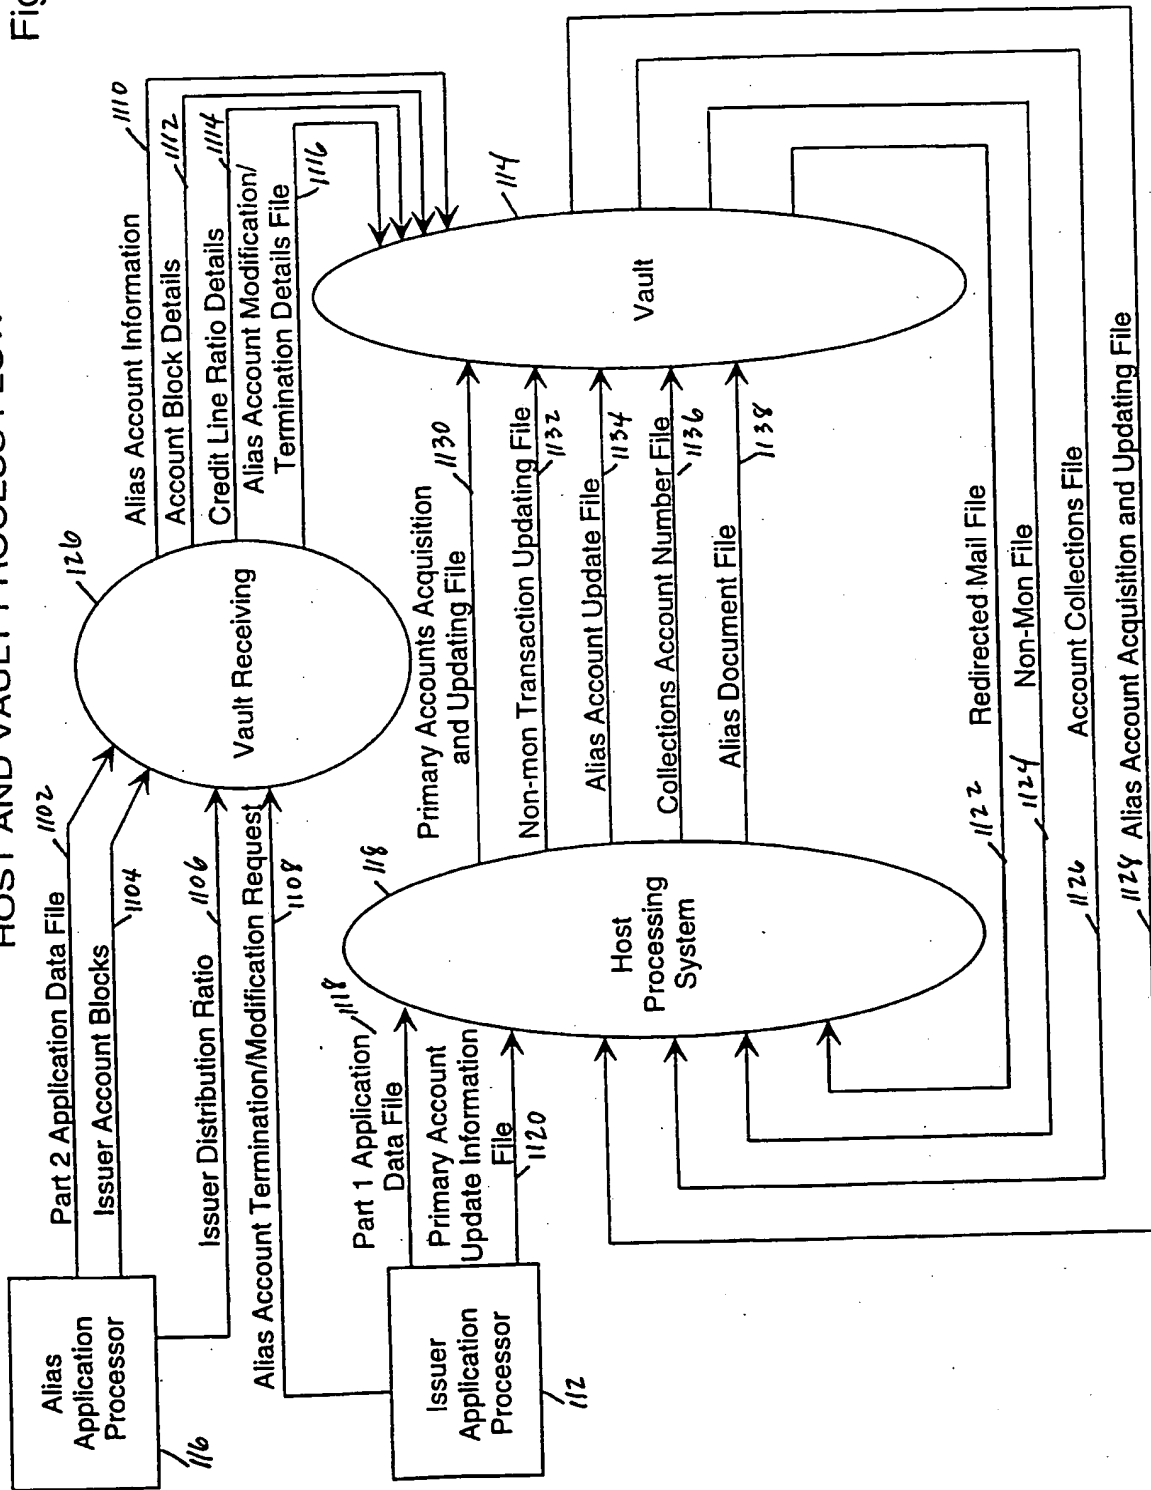 Fig
HOST AND VAULT PROCESS FLOW
Alias
Application
Processor
116
Part 2 Application Data File
1102
Issuer Account Blocks
1104
Issuer Distribution Ratio
1106
Alias Account Termination/Modification Request
1108
Vault Receiving
126
Alias Account Information
1110
Account Block Details
1112
Credit Line Ratio Details
1114
Alias Account Modification/
Termination Details File
1116
Issuer
Application
Processor
112
Part 1 Application
Data File
1118
Primary Account
Update Information
File
1120
Host
Processing
System
118
Primary Accounts Acquisition
and Updating File
1130
Non-mon Transaction Updating File
1132
Alias Account Update File
1134
Collections Account Number File
1136
Alias Document File
1138
Vault
114
1122
Redirected Mail File
1124
Non-Mon File
1126
Account Collections File
1128
Alias Account Acquisition and Updating File